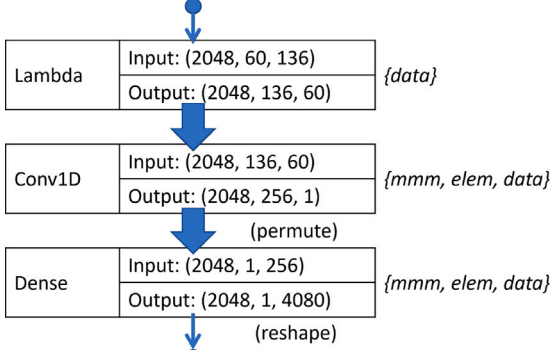 Lambda
Input: (2048, 60, 136)
Output: (2048, 136, 60)
{data}
Conv1D
Input: (2048, 136, 60)
Output: (2048, 256, 1)
{mmm, elem, data}
(permute)
Dense
Input: (2048, 1, 256)
Output: (2048, 1, 4080)
{mmm, elem, data}
(reshape)